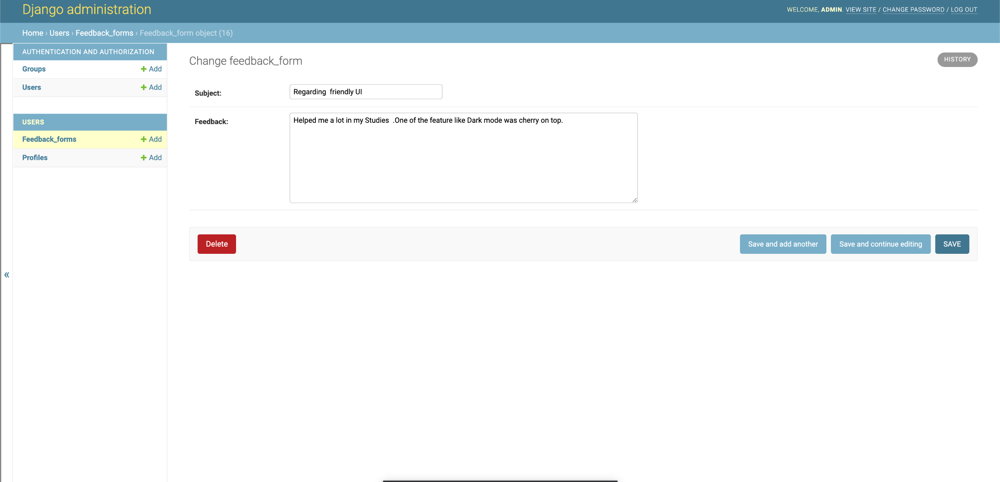 Django administration
WELCOME, ADMIN. VIEW SITE / CHANGE PASSWORD / LOG OUT
Home › Users › Feedback_forms › Feedback_form object (16)
AUTHENTICATION AND AUTHORIZATION
Groups + Add
Users + Add
USERS
Feedback_forms + Add
Profiles + Add
«
Change feedback_form
HISTORY
Subject: Regarding  friendly UI
Feedback: Helped me a lot in my Studies  .One of the feature like Dark mode was cherry on top.
Delete Save and add another Save and continue editing SAVE